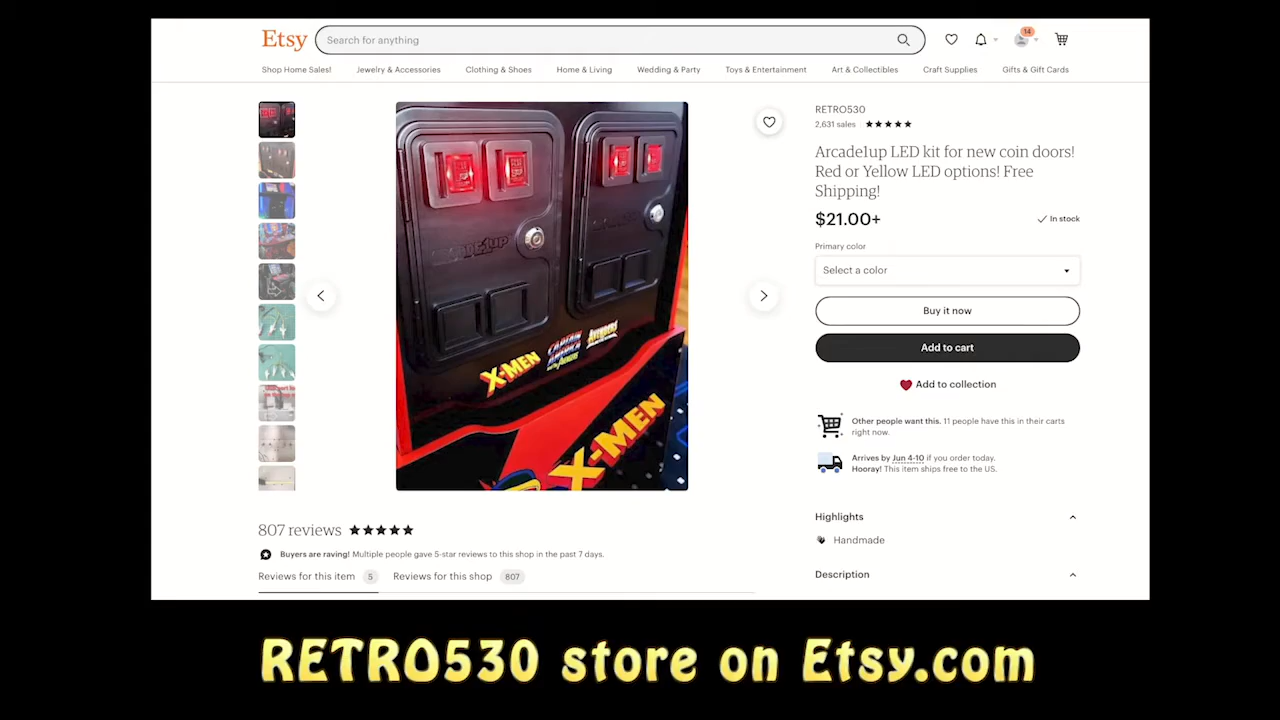 Etsy
Search for anything
14
Shop Home Sales!
Jewelry & Accessories
Clothing & Shoes
Home & Living
Wedding & Party
Toys & Entertainment
Art & Collectibles
Craft Supplies
Gifts & Gift Cards
X-MEN
CAPTAIN
AMERICA
AVENGERS
X-MEN
RETRO530
2,631 sales
Arcade1up LED kit for new coin doors!
Red or Yellow LED options! Free
Shipping!
$21.00+
In stock
Primary color
Select a color
Buy it now
Add to cart
Add to collection
Other people want this. 11 people have this in their carts
right now.
Arrives by Jun 4-10 if you order today.
Hooray! This item ships free to the US.
Highlights
Handmade
Description
807 reviews
Buyers are raving! Multiple people gave 5-star reviews to this shop in the past 7 days.
Reviews for this item 5
Reviews for this shop 807
RETRO530 store on Etsy.com